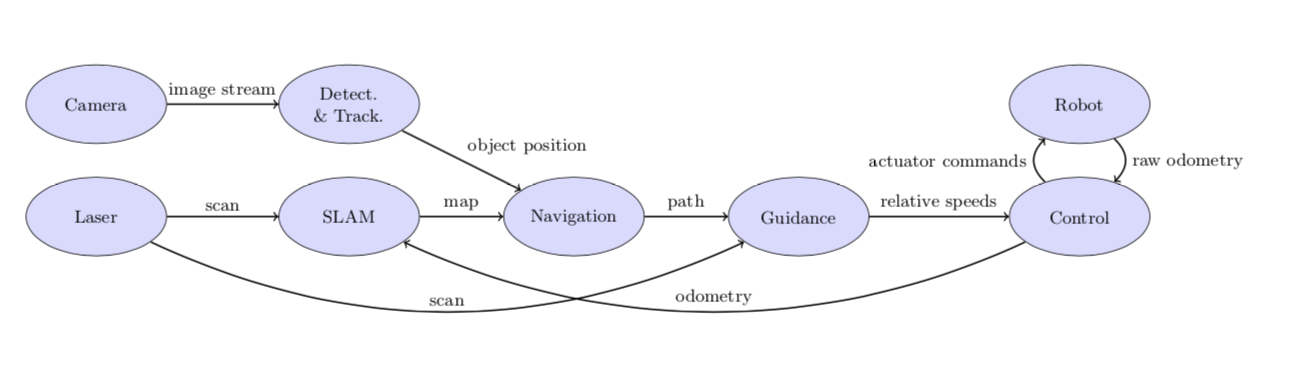 Camera
image stream
Detect.
& Track.
Robot
object position
actuator commands
raw odometry
Laser
scan
SLAM
map
Navigation
path
Guidance
relative speeds
Control
scan
odometry